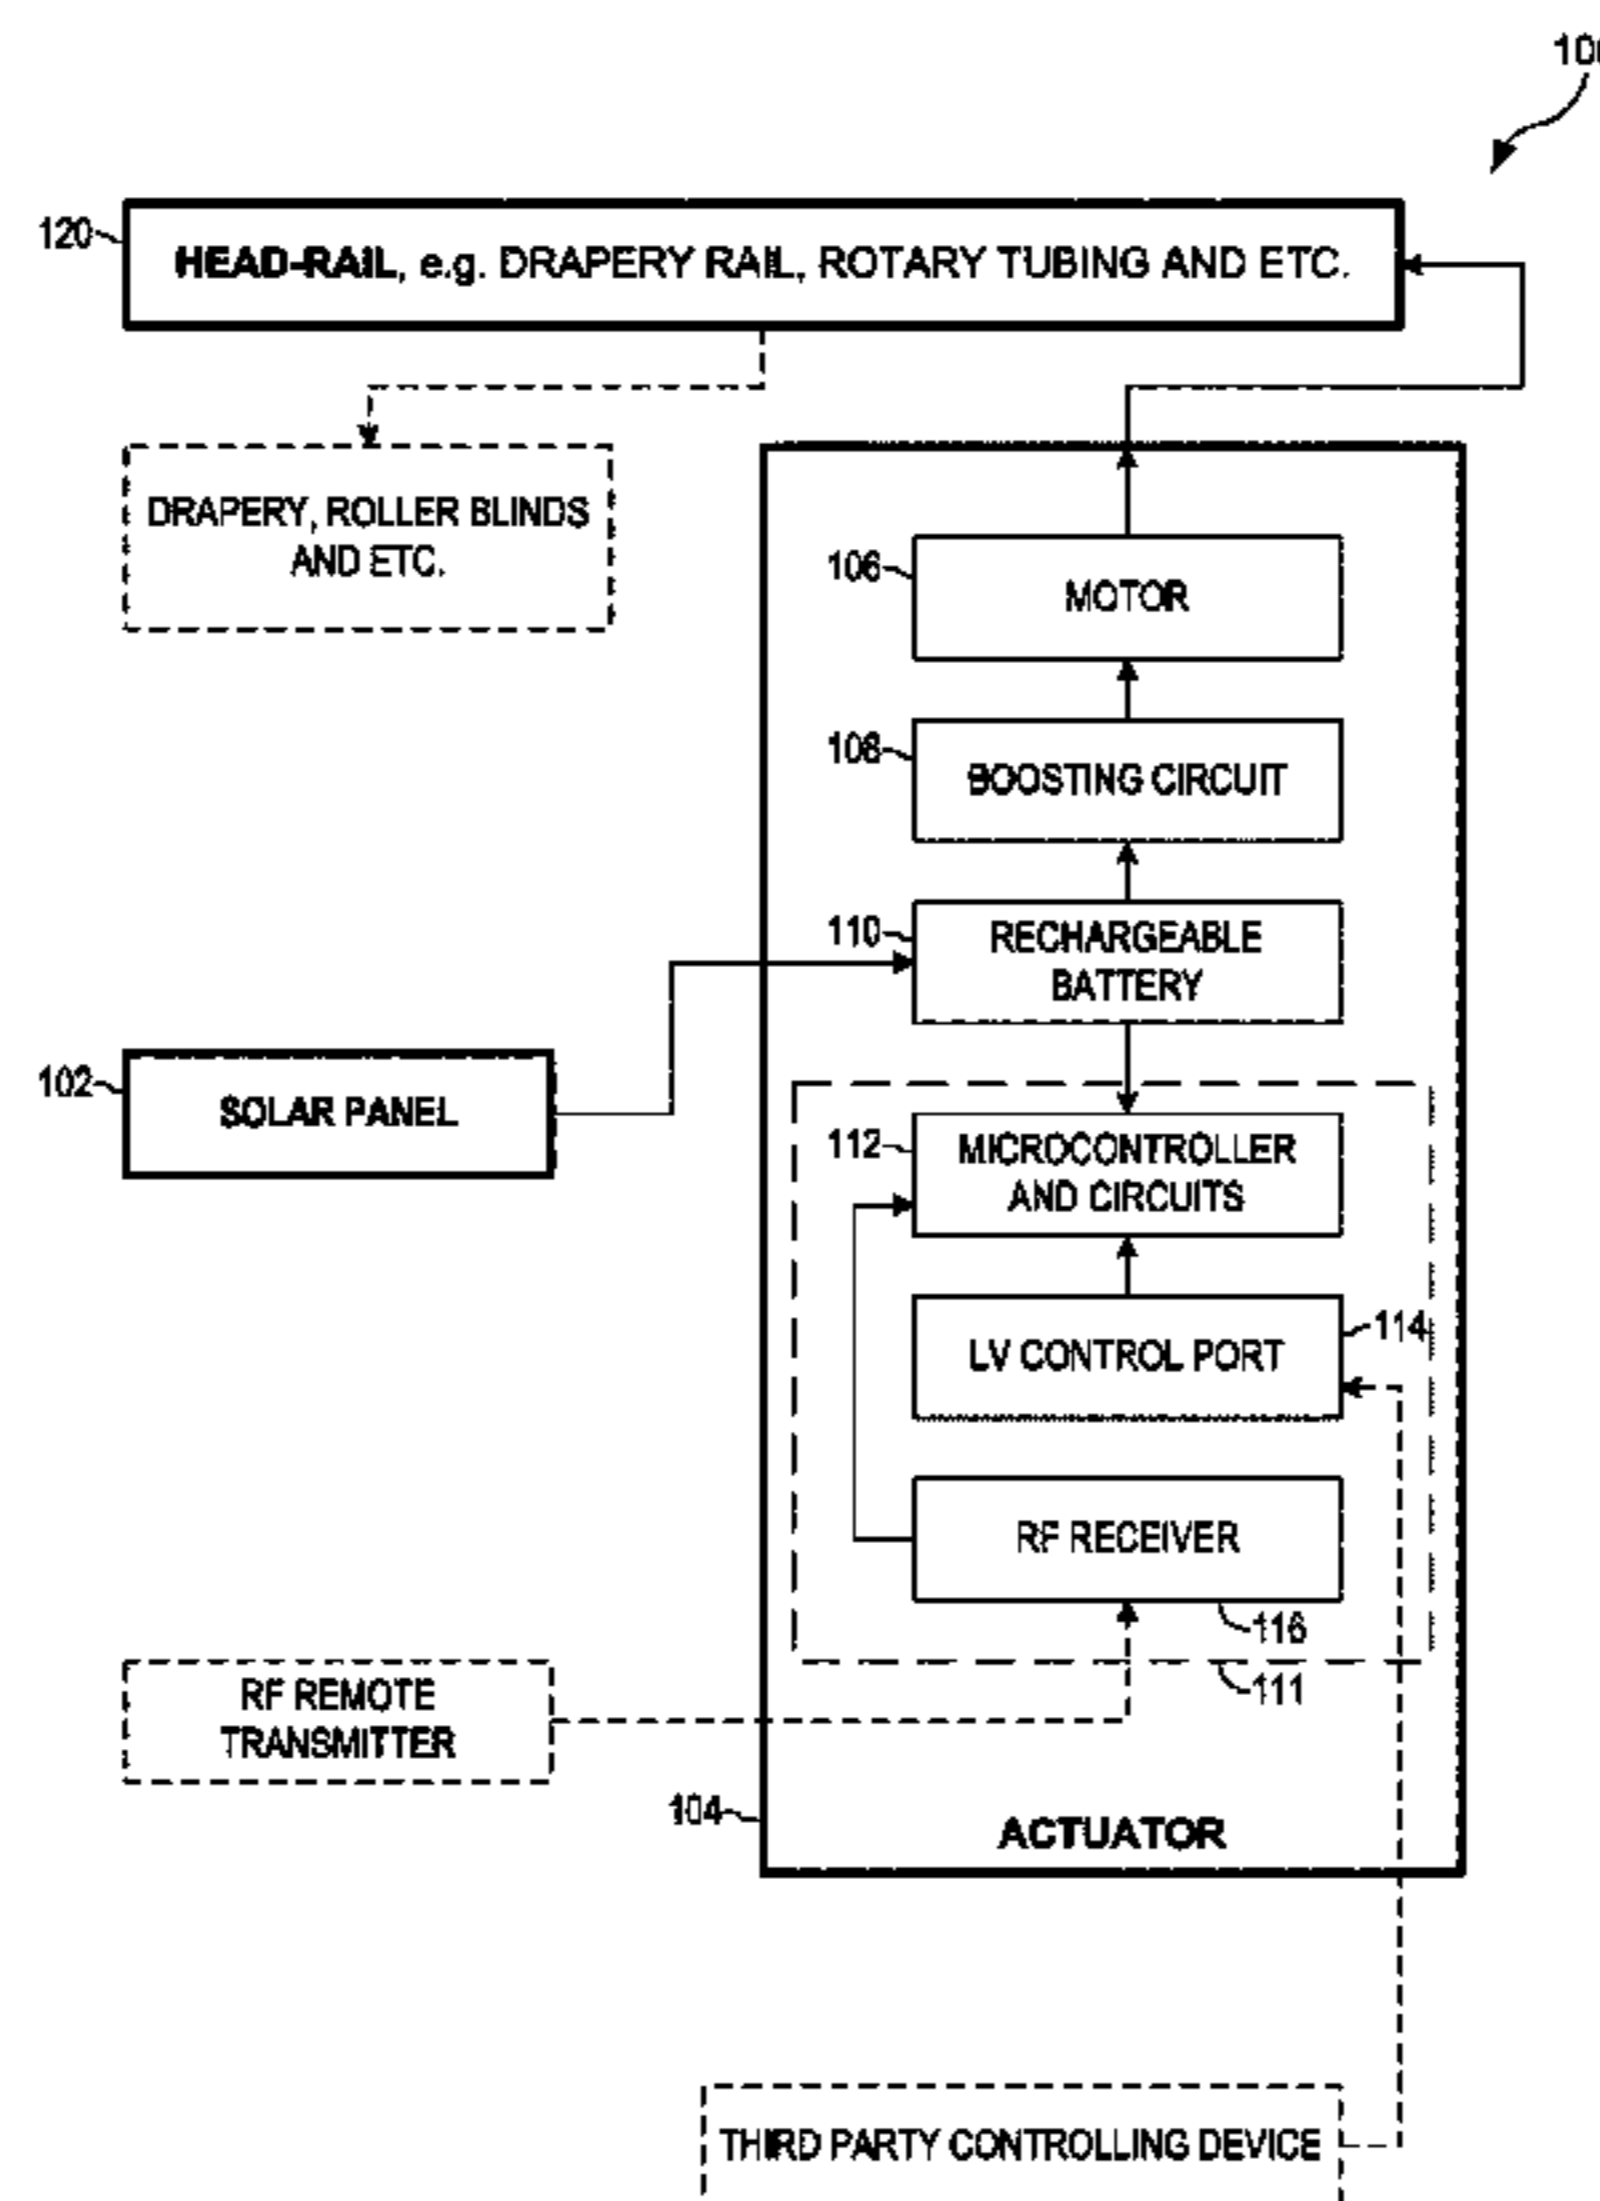 120
HEAD-RAIL, e.g. DRAPERY RAIL, ROTARY TUBING AND ETC.
DRAPERY, ROLLER BLINDS
AND ETC.
106
MOTOR
108
BOOSTING CIRCUIT
110
RECHARGEABLE
BATTERY
102
SOLAR PANEL
112
MICROCONTROLLER
AND CIRCUITS
114
LV CONTROL PORT
RF RECEIVER
116
111
RF REMOTE
TRANSMITTER
104
ACTUATOR
THIRD PARTY CONTROLLING DEVICE